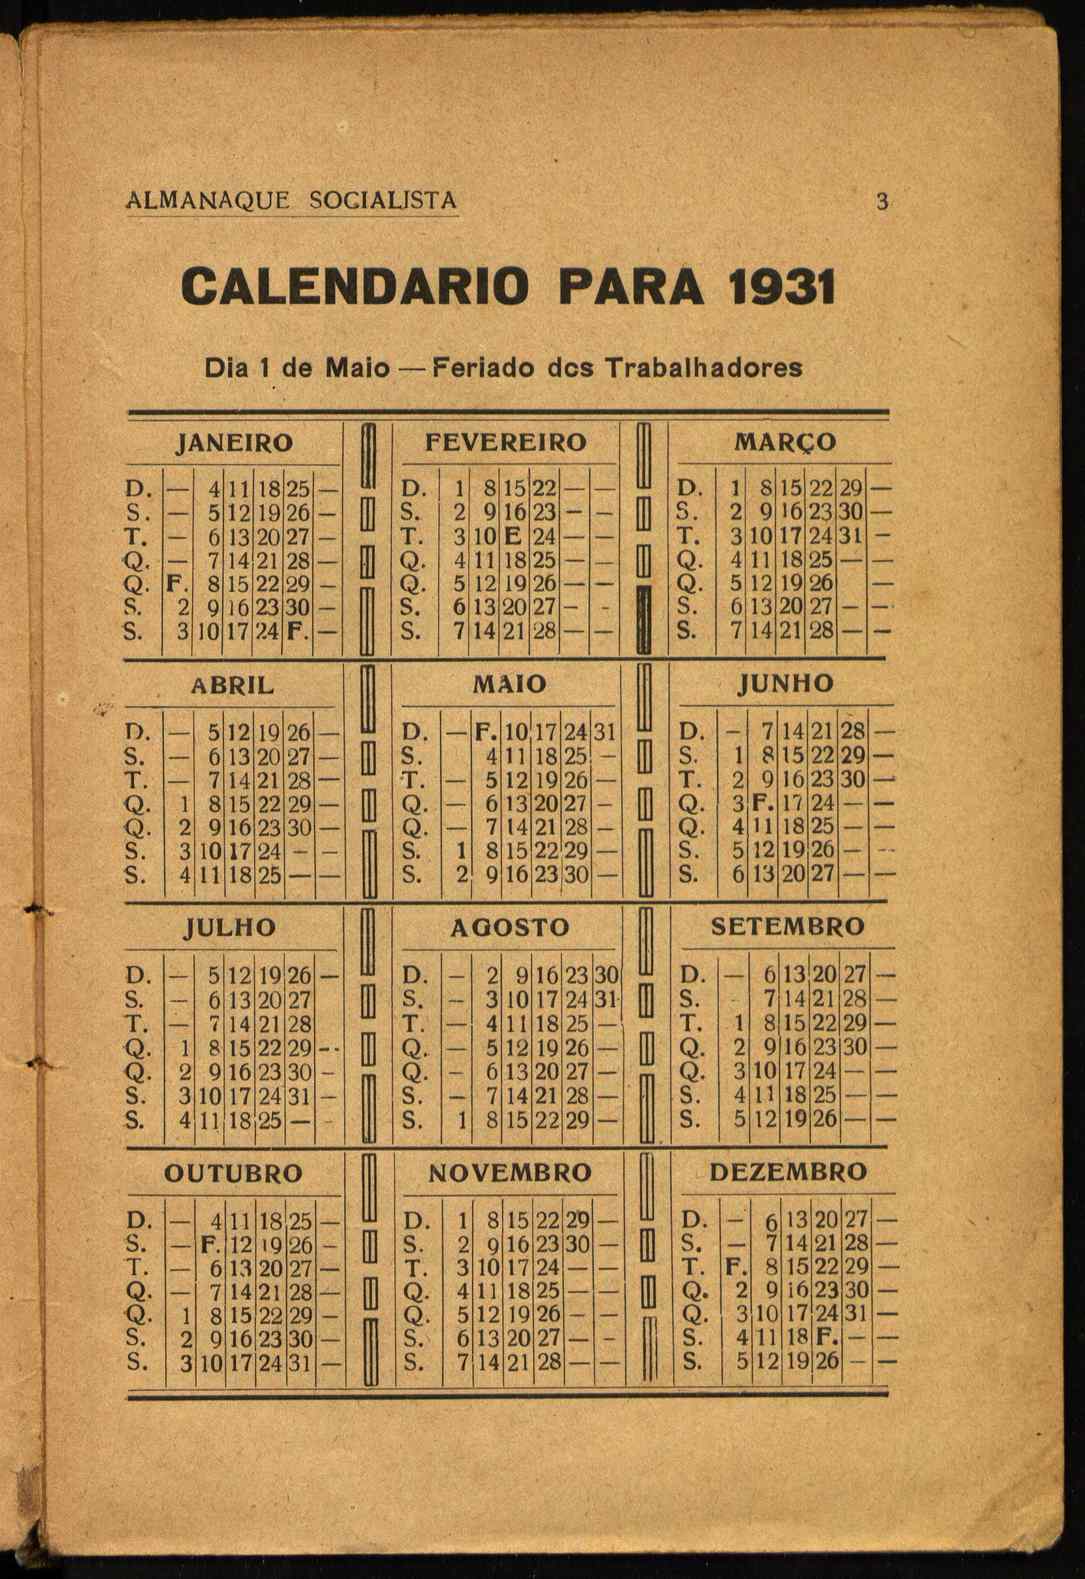 ALMANAQUE SOCIALISTA 3
CALENDARIO PARA 1931
Dia 1 de Maio — Feriado dos Trabalhadores
JANEIRO FEVEREIRO MARÇO
D. — 4 11 18 25 — D. 1 8 15 22 — — D. 1 8 15 22 29 —
S. — 5 12 19 26 — S. 2 9 16 23 — — S. 2 9 16 23 30 —
T. — 6 13 20 27 — T. 3 10 E 24 — — T. 3 10 17 24 31 —
Q. — 7 14 21 28 — Q. 4 11 18 25 — — Q. 4 11 18 25 — —
Q. F. 8 15 22 29 — Q. 5 12 19 26 — — Q. 5 12 19 26 —
S. 2 9 16 23 30 — S. 6 13 20 27 — - S. 6 13 20 27 — —
S. 3 10 17 24 F. — S. 7 14 21 28 — — S. 7 14 21 28 — —
ABRIL MAIO JUNHO
D. — 5 12 19 26 — D. — F. 10 17 24 31 D. — 7 14 21 28 —
S. — 6 13 20 27 — S. 4 11 18 25 — S. 1 8 15 22 29 —
T. — 7 14 21 28 — T. — 5 12 19 26 — T. 2 9 16 23 30 —
Q. 1 8 15 22 29 — Q. — 6 13 20 27 — Q. 3 F. 17 24 — —
Q. 2 9 16 23 30 — Q. — 7 14 21 28 — Q. 4 11 18 25 — —
S. 3 10 17 24 — — S. 1 8 15 22 29 — S. 5 12 19 26 — —
S. 4 11 18 25 — — S. 2 9 16 23 30 — S. 6 13 20 27 — —
JULHO AGOSTO SETEMBRO
D. — 5 12 19 26 — D. — 2 9 16 23 30 D. — 6 13 20 27 —
S. — 6 13 20 27 S. — 3 10 17 24 31 S. - 7 14 21 28 —
T. — 7 14 21 28 T. — 4 11 18 25 — T. 1 8 15 22 29 —
Q. 1 8 15 22 29 — Q. — 5 12 19 26 — Q. 2 9 16 23 30 —
Q. 2 9 16 23 30 — Q. — 6 13 20 27 — Q. 3 10 17 24 — —
S. 3 10 17 24 31 — S. — 7 14 21 28 — S. 4 11 18 25 — —
S. 4 11 18 25 — - S. 1 8 15 22 29 — S. 5 12 19 26 — —
OUTUBRO NOVEMBRO DEZEMBRO
D. — 4 11 18 25 — D. 1 8 15 22 29 — D. — 6 13 20 27 —
S. — F. 12 19 26 — S. 2 9 16 23 30 — S. — 7 14 21 28 —
T. — 6 13 20 27 — T. 3 10 17 24 — — T. F. 8 15 22 29 —
Q. — 7 14 21 28 — Q. 4 11 18 25 — — Q. 2 9 16 23 30 —
Q. 1 8 15 22 29 — Q. 5 12 19 26 — — Q. 3 10 17 24 31 —
S. 2 9 16 23 30 — S. 6 13 20 27 — - S. 4 11 18 F. — —
S. 3 10 17 24 31 — S. 7 14 21 28 — — S. 5 12 19 26 — —